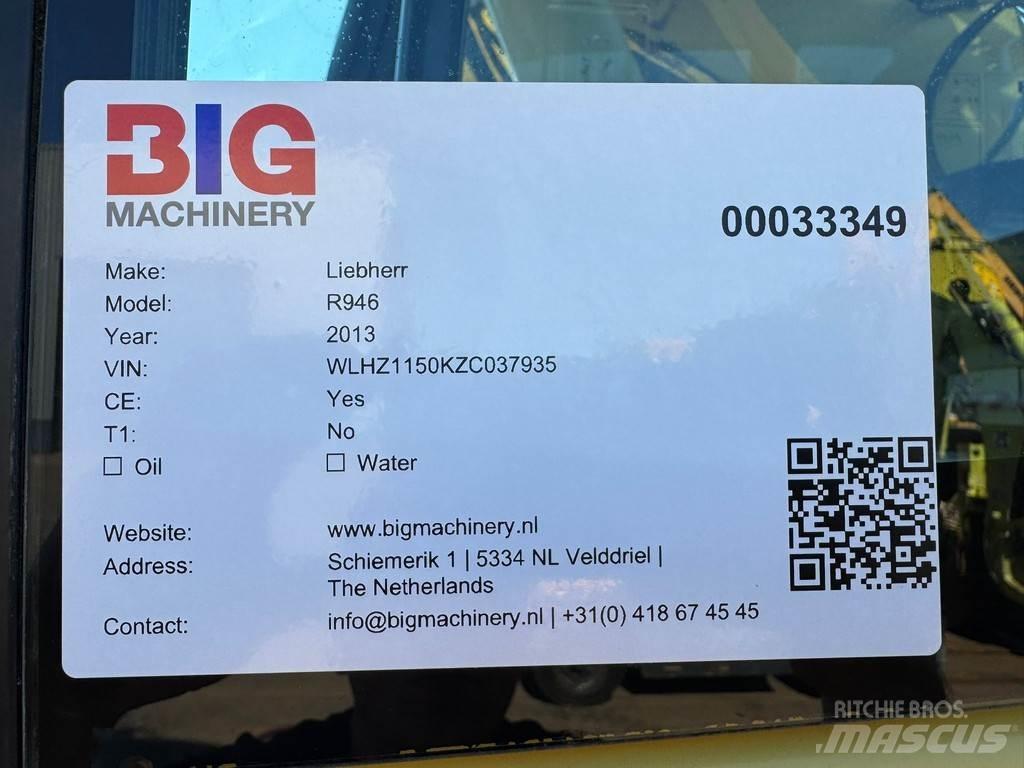 BIG
MACHINERY
00033349
Make: Liebherr
Model: R946
Year: 2013
VIN: WLHZ1150KZC037935
CE: Yes
T1: No
☐ Oil ☐ Water
Website: www.bigmachinery.nl
Address: Schiemerik 1 | 5334 NL Velddriel |
The Netherlands
Contact: info@bigmachinery.nl | +31(0) 418 67 45 45
RITCHIE BROS.
MASCUS